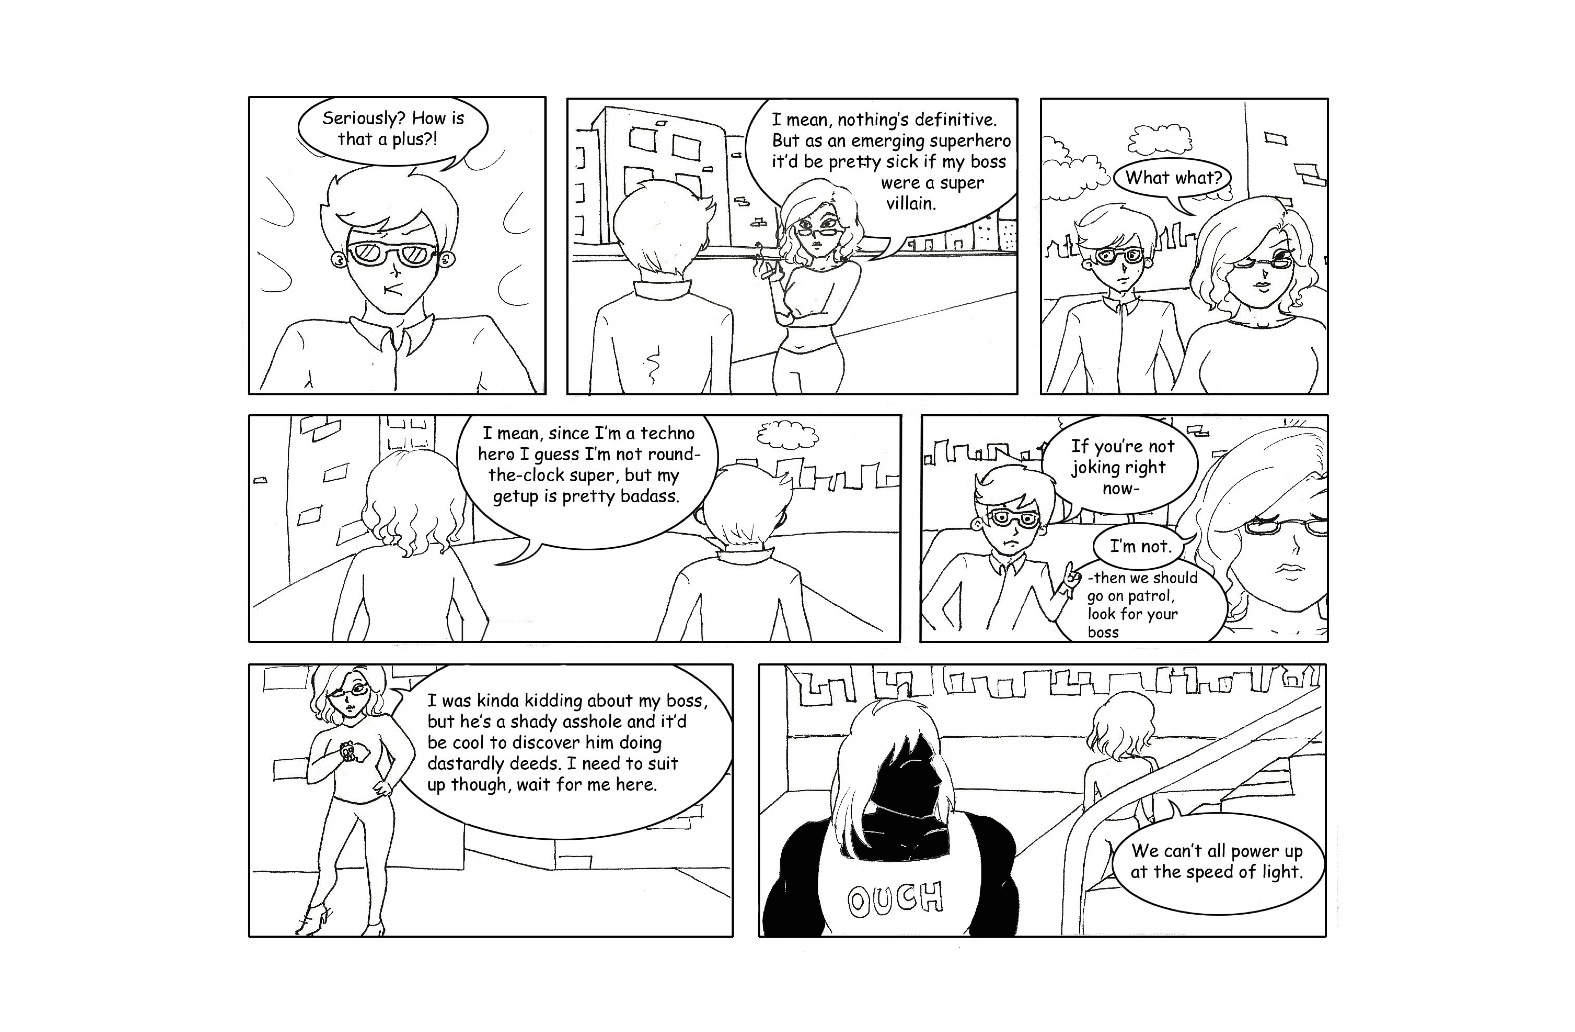 Seriously? How is
that a plus?!
I mean, nothing's definitive.
But as an emerging superhero
it'd be pretty sick if my boss
were a super
villain.
What what?
I mean, since I'm a techno
hero I guess I'm not round-
the-clock super, but my
getup is pretty badass.
If you're not
joking right
now-
I'm not.
-then we should
go on patrol,
look for your
boss
I was kinda kidding about my boss,
but he's a shady asshole and it'd
be cool to discover him doing
dastardly deeds. I need to suit
up though, wait for me here.
OUCH
We can't all power up
at the speed of light.